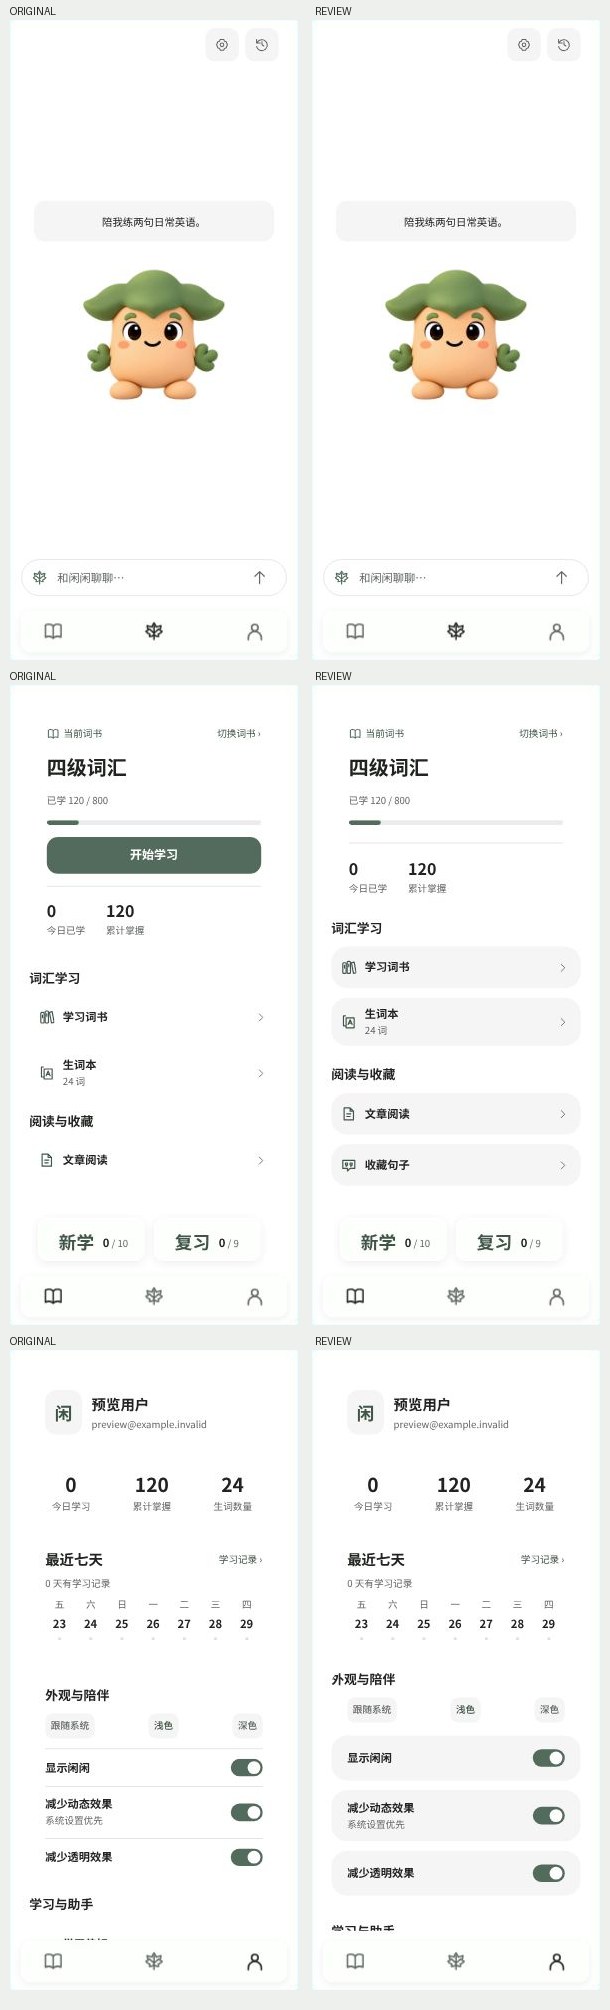 ORIGINAL
陪我练两句日常英语。
和闲闲聊聊…
REVIEW
陪我练两句日常英语。
和闲闲聊聊…
ORIGINAL
当前词书 切换词书 ›
四级词汇
已学 120 / 800
开始学习
0 120
今日已学 累计掌握
词汇学习
学习词书
生词本
24 词
阅读与收藏
文章阅读
新学 0 / 10 复习 0 / 9
REVIEW
当前词书 切换词书 ›
四级词汇
已学 120 / 800
0 120
今日已学 累计掌握
词汇学习
学习词书
生词本
24 词
阅读与收藏
文章阅读
收藏句子
新学 0 / 10 复习 0 / 9
ORIGINAL
闲 预览用户
preview@example.invalid
0 120 24
今日学习 累计掌握 生词数量
最近七天 学习记录 ›
0 天有学习记录
五 六 日 一 二 三 四
23 24 25 26 27 28 29
外观与陪伴
跟随系统 浅色 深色
显示闲闲
减少动态效果
系统设置优先
减少透明效果
学习与助手
REVIEW
闲 预览用户
preview@example.invalid
0 120 24
今日学习 累计掌握 生词数量
最近七天 学习记录 ›
0 天有学习记录
五 六 日 一 二 三 四
23 24 25 26 27 28 29
外观与陪伴
跟随系统 浅色 深色
显示闲闲
减少动态效果
系统设置优先
减少透明效果
学习与助手